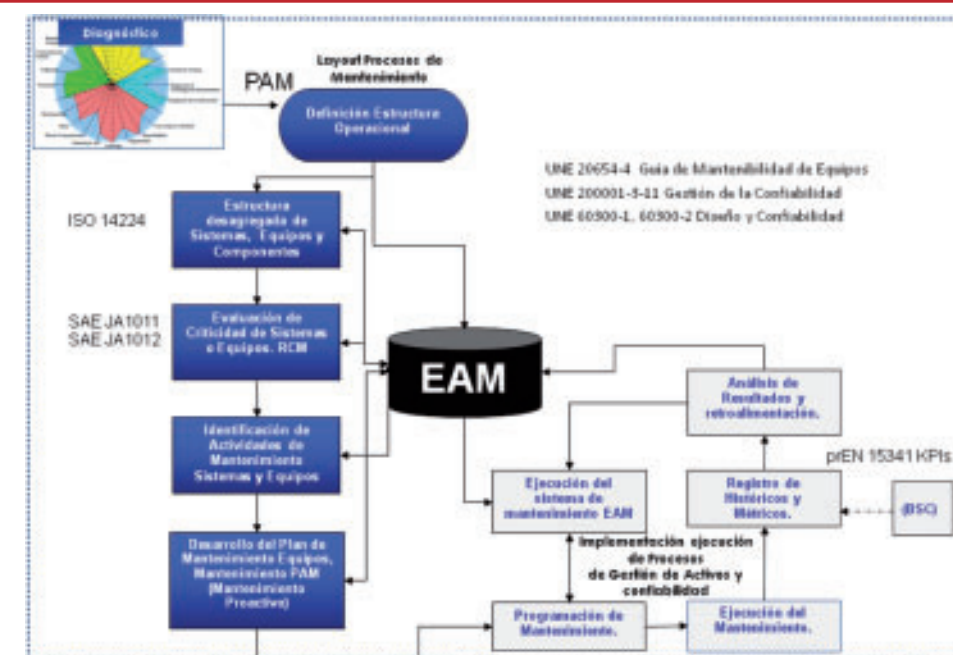 Diagnóstico
PAM
Layout Procesos de
Mantenimiento
Definición Estructura
Operacional
UNE 20654-4 Guia de Mantenibilidad de Equipos
UNE 200001-3-11 Gestión de la Confiabilidad
UNE 60300-1, 60300-2 Diseño y Confiabilidad
ISO 14224
Estructura
desagregada de
Sistemas, Equipos y
Componentes
SAE JA1011
SAE JA1012
Evaluación de
Criticidad de Sistemas
o Equipos. RCM
EAM
Identificación de
Actividades de
Mantenimiento
Sistemas y Equipos
Desarrollo del Plan de
Mantenimiento Equipos,
Mantenimiento PAM
(Mantenimiento
Proactivo)
Análisis de
Resultados y
retroalimentación.
prEN 15341 KPIs
Ejecución del
sistema de
mantenimiento EAM
Registro de
Históricos y
Métricos.
(BSC)
Implementación ejecución
de Procesos
de Gestión de Activos y
confiabilidad
Programación de
Mantenimiento.
Ejecución del
Mantenimiento.